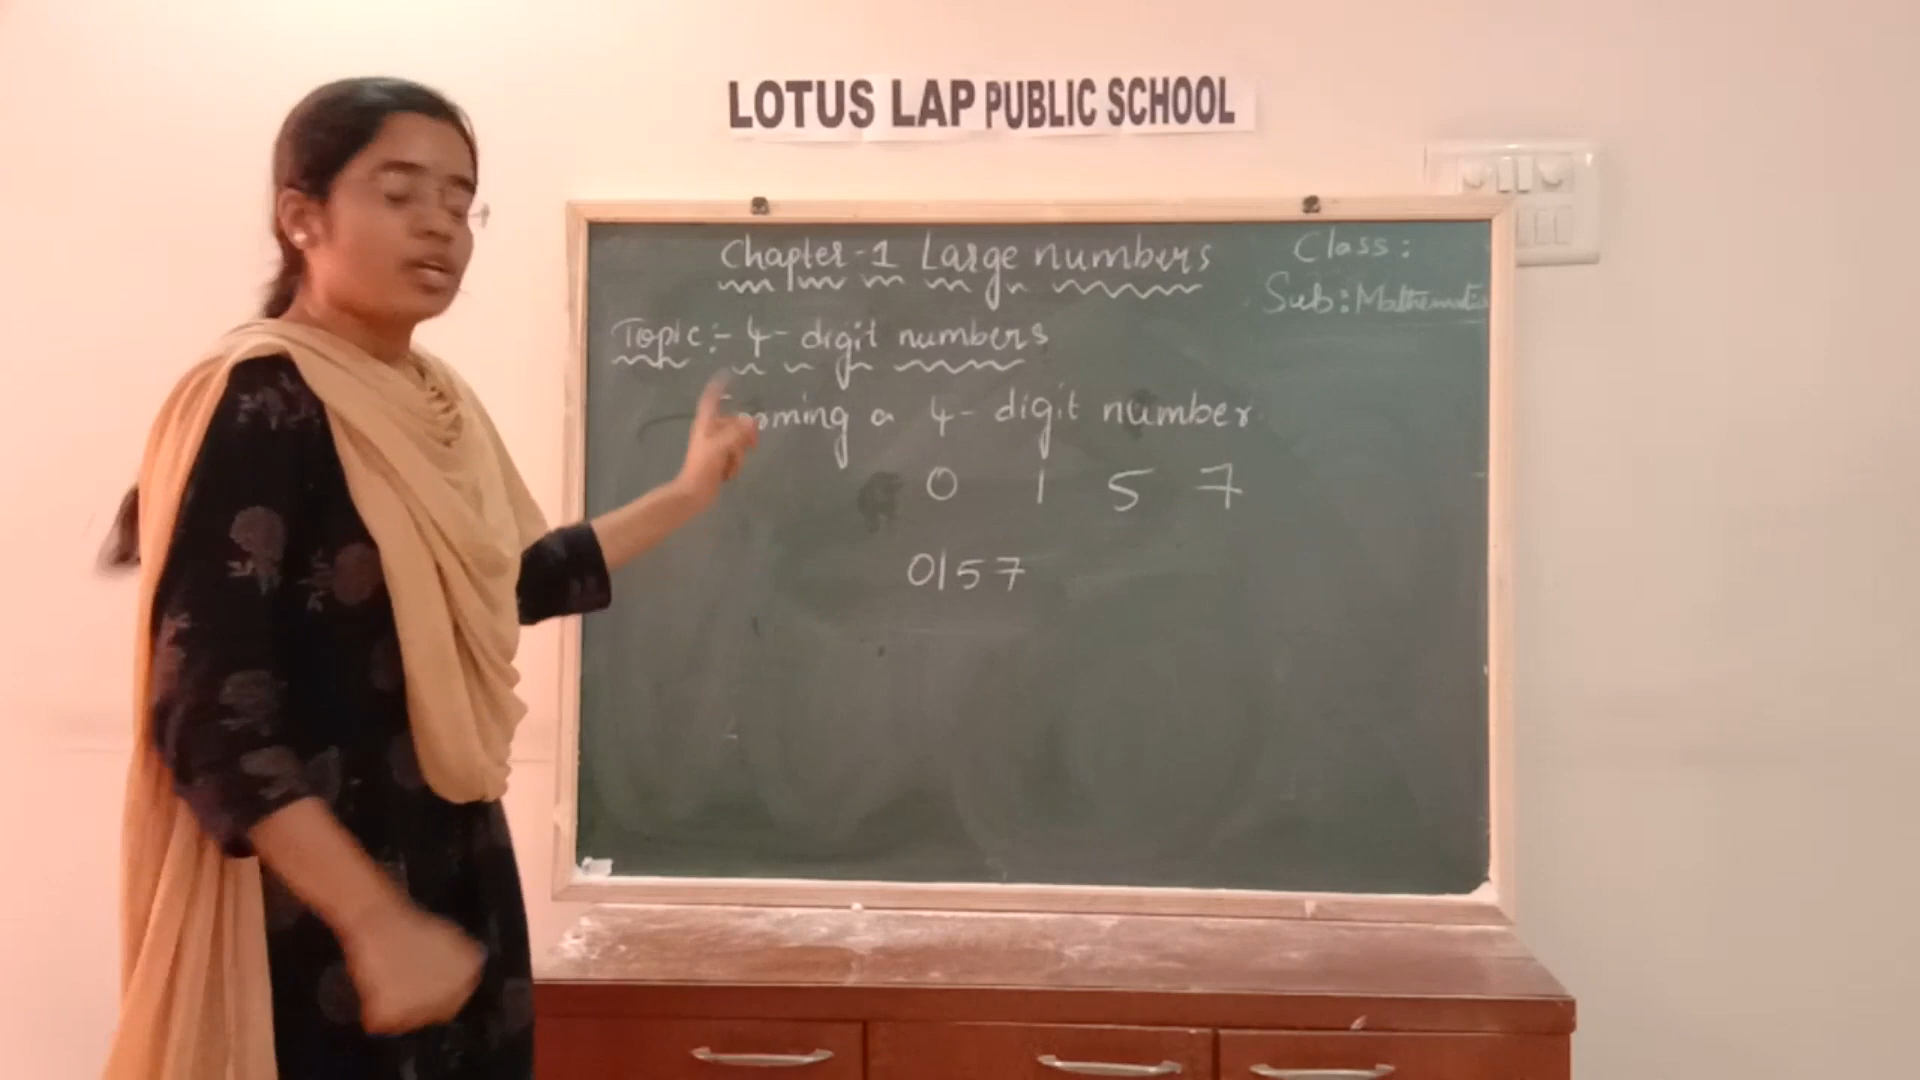 LOTUS LAP PUBLIC SCHOOL
Chapter-1 Large numbers
Class:
Sub: Mathematics
Topic:- 4- digit numbers
Forming a 4- digit number
0 1 5 7
0157